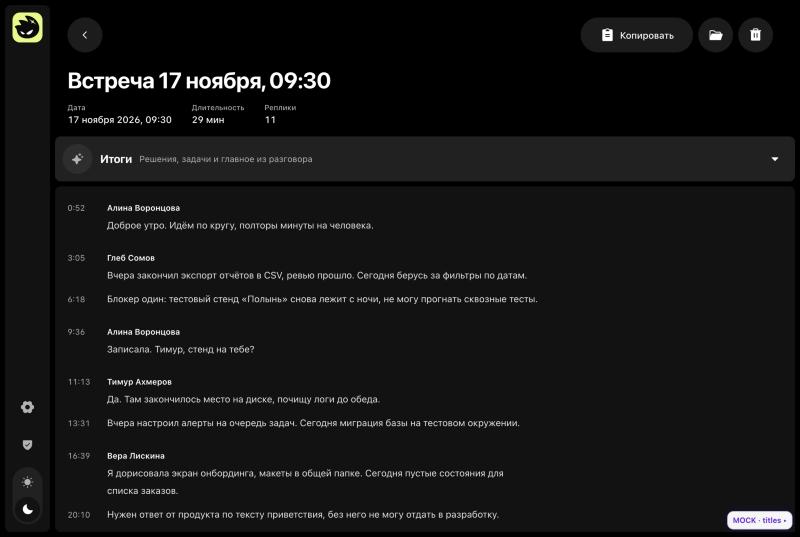 Копировать
Встреча 17 ноября, 09:30
Дата
Длительность
Реплики
17 ноября 2026, 09:30
29 мин
11
Итоги
Решения, задачи и главное из разговора
0:52
Алина Воронцова
Доброе утро. Идём по кругу, полторы минуты на человека.
3:05
Глеб Сомов
Вчера закончил экспорт отчётов в CSV, ревью прошло. Сегодня берусь за фильтры по датам.
6:18
Блокер один: тестовый стенд «Полынь» снова лежит с ночи, не могу прогнать сквозные тесты.
9:36
Алина Воронцова
Записала. Тимур, стенд на тебе?
11:13
Тимур Ахмеров
Да. Там закончилось место на диске, почищу логи до обеда.
13:31
Вчера настроил алерты на очередь задач. Сегодня миграция базы на тестовом окружении.
16:39
Вера Лискина
Я дорисовала экран онбординга, макеты в общей папке. Сегодня пустые состояния для
списка заказов.
20:10
Нужен ответ от продукта по тексту приветствия, без него не могу отдать в разработку.
MOCK · titles •